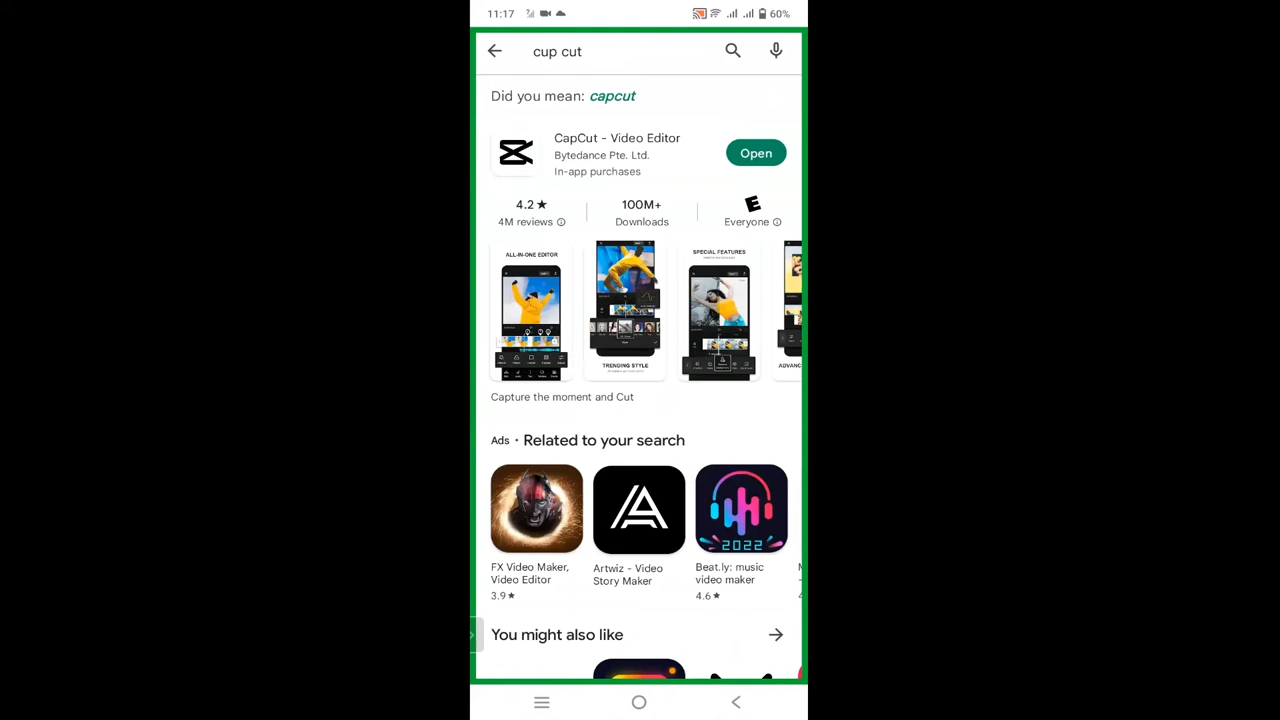 11:17 60%
cup cut
Did you mean: capcut
CapCut - Video Editor
Bytedance Pte. Ltd.
In-app purchases
Open
4.2★ 100M+ E
4M reviews Downloads Everyone
ALL-IN-ONE EDITOR
SPECIAL FEATURES
TRENDING STYLE
ADVANC
Capture the moment and Cut
Ads • Related to your search
2022
FX Video Maker, Video Editor
3.9★
Artwiz - Video Story Maker
Beat.ly: music video maker
4.6★
You might also like